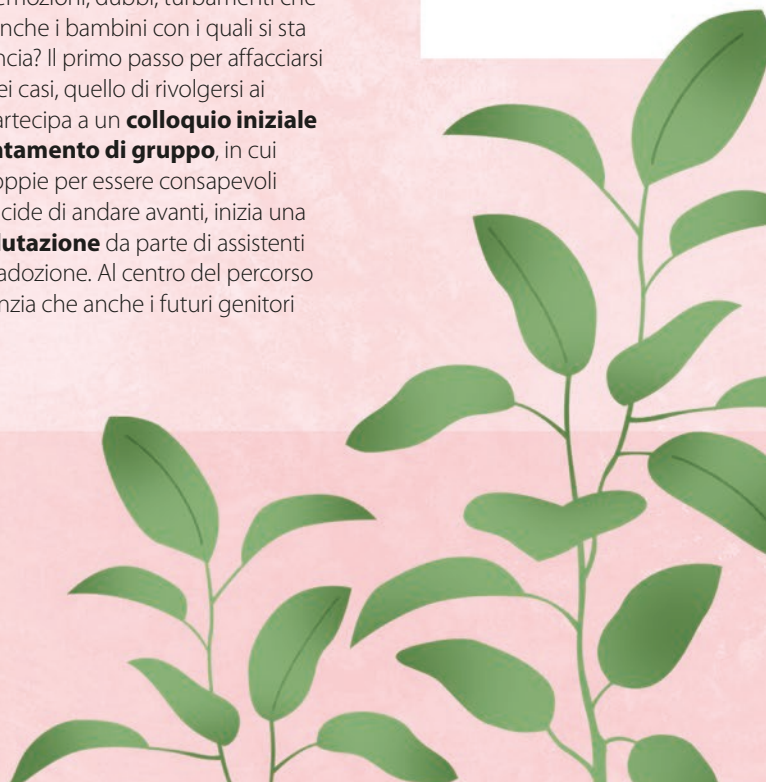 emozioni, dubbi, turbamenti che
nche i bambini con i quali si sta
ncia? Il primo passo per affacciarsi
ei casi, quello di rivolgersi ai
artecipa a un colloquio iniziale
ntamento di gruppo, in cui
oppie per essere consapevoli
cide di andare avanti, inizia una
lutazione da parte di assistenti
adozione. Al centro del percorso
nzia che anche i futuri genitori